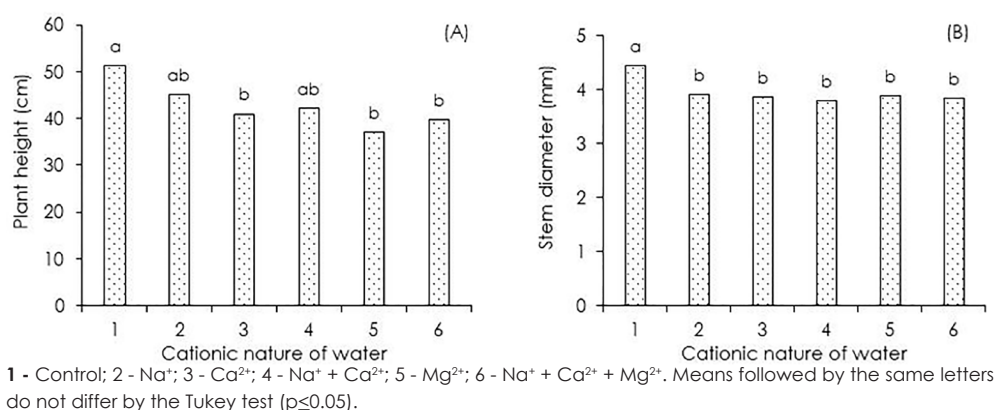 60
50
40
30
20
10
0
Plant height (cm)
(A)
a
ab
b
ab
b
b
1 2 3 4 5 6
Cationic nature of water
5
4
3
2
1
0
Stem diameter (mm)
(B)
a
b
b
b
b
b
1 2 3 4 5 6
Cationic nature of water
1 - Control; 2 - Na⁺; 3 - Ca²⁺; 4 - Na⁺ + Ca²⁺; 5 - Mg²⁺; 6 - Na⁺ + Ca²⁺ + Mg²⁺. Means followed by the same letters
do not differ by the Tukey test (p≤0.05).